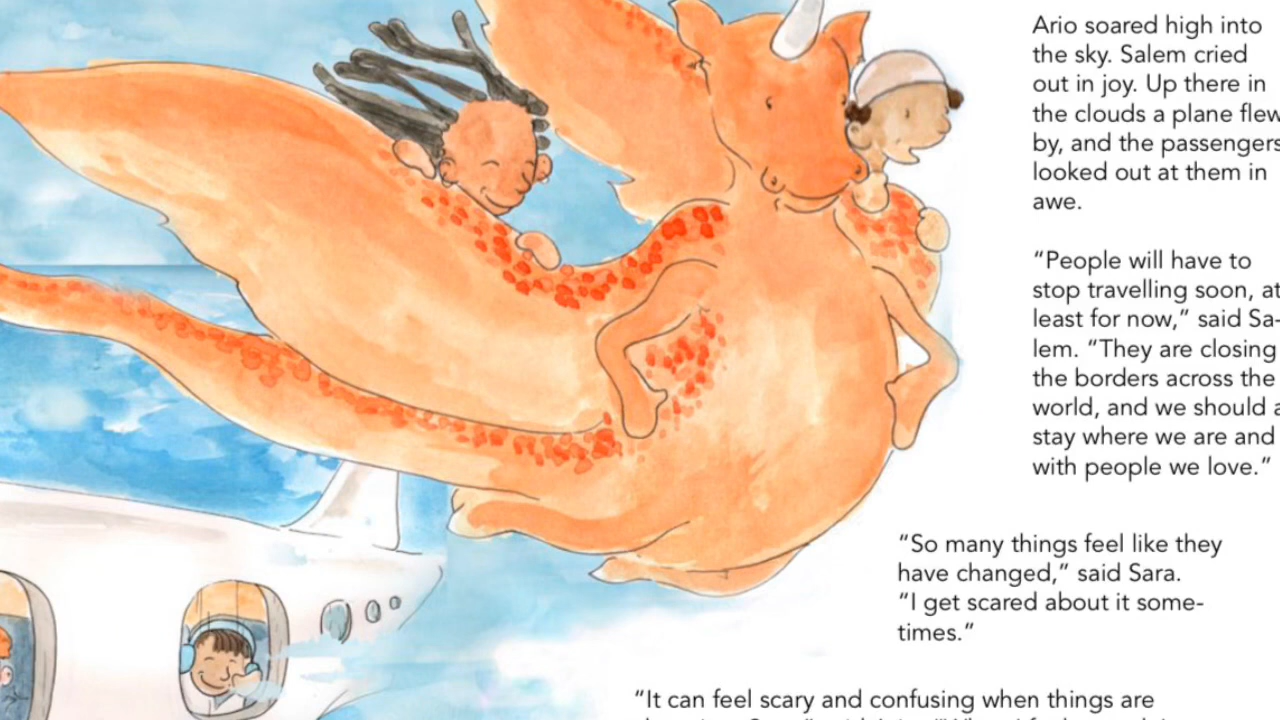 Ario soared high into
the sky. Salem cried
out in joy. Up there in
the clouds a plane flew
by, and the passengers
looked out at them in
awe.
“People will have to
stop travelling soon, at
least for now,” said Sa-
lem. “They are closing
the borders across the
world, and we should
stay where we are and
with people we love.”
“So many things feel like they
have changed,” said Sara.
“I get scared about it some-
times.”
“It can feel scary and confusing when things are